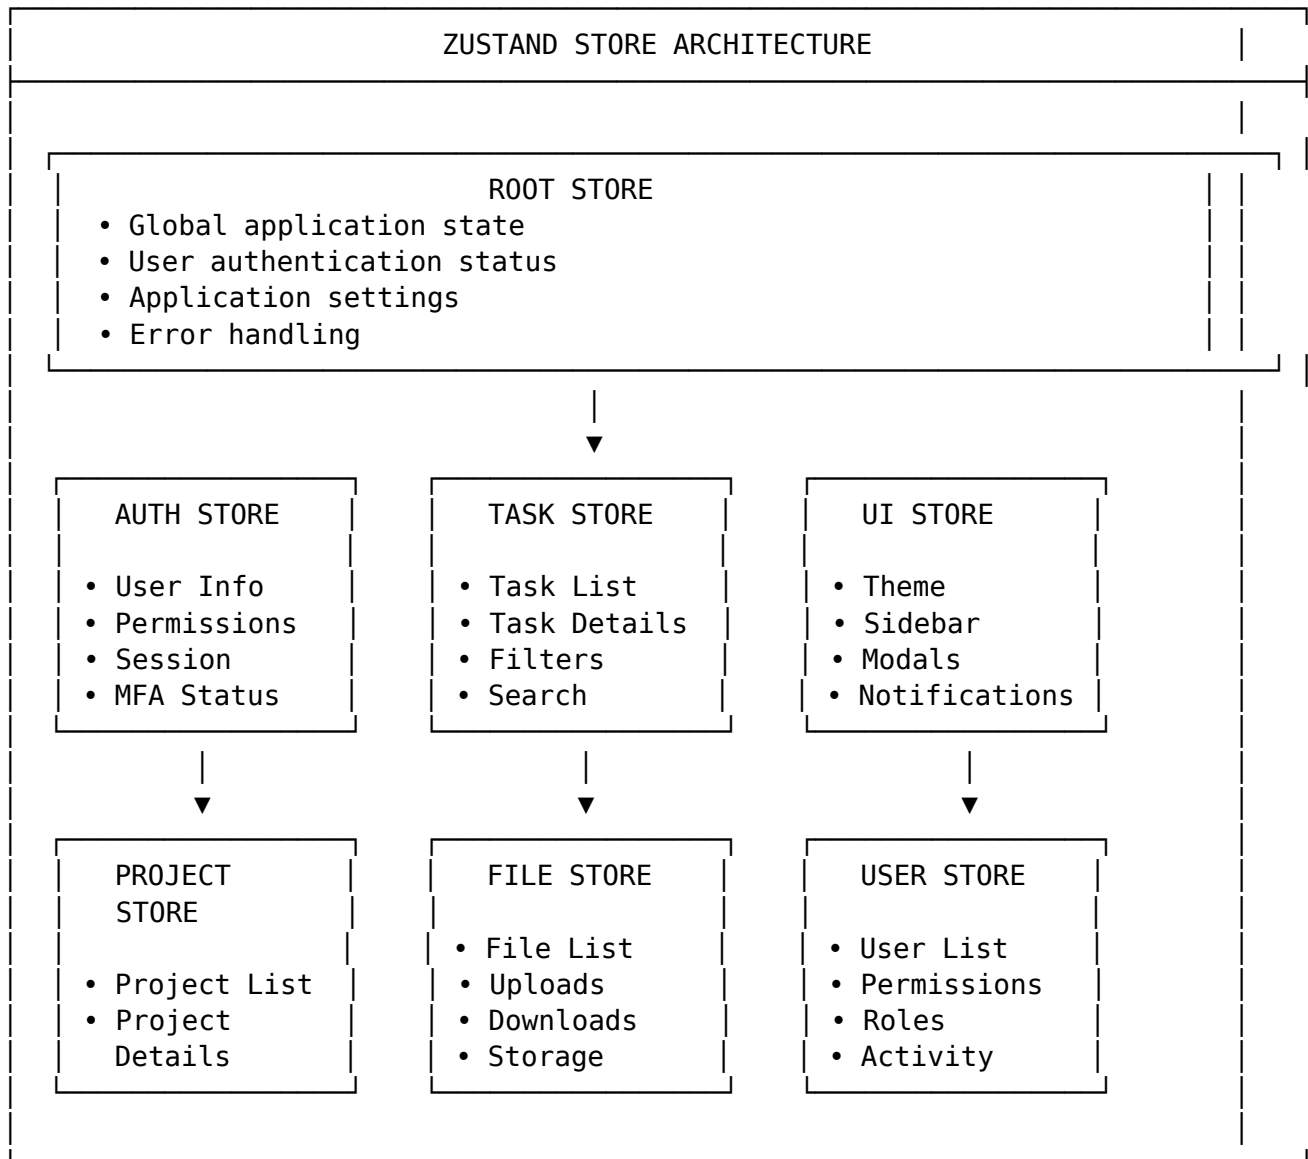 ZUSTAND STORE ARCHITECTURE
ROOT STORE
• Global application state
• User authentication status
• Application settings
• Error handling
AUTH STORE
• User Info
• Permissions
• Session
• MFA Status
TASK STORE
• Task List
• Task Details
• Filters
• Search
UI STORE
• Theme
• Sidebar
• Modals
• Notifications
PROJECT
STORE
• Project List
• Project
Details
FILE STORE
• File List
• Uploads
• Downloads
• Storage
USER STORE
• User List
• Permissions
• Roles
• Activity